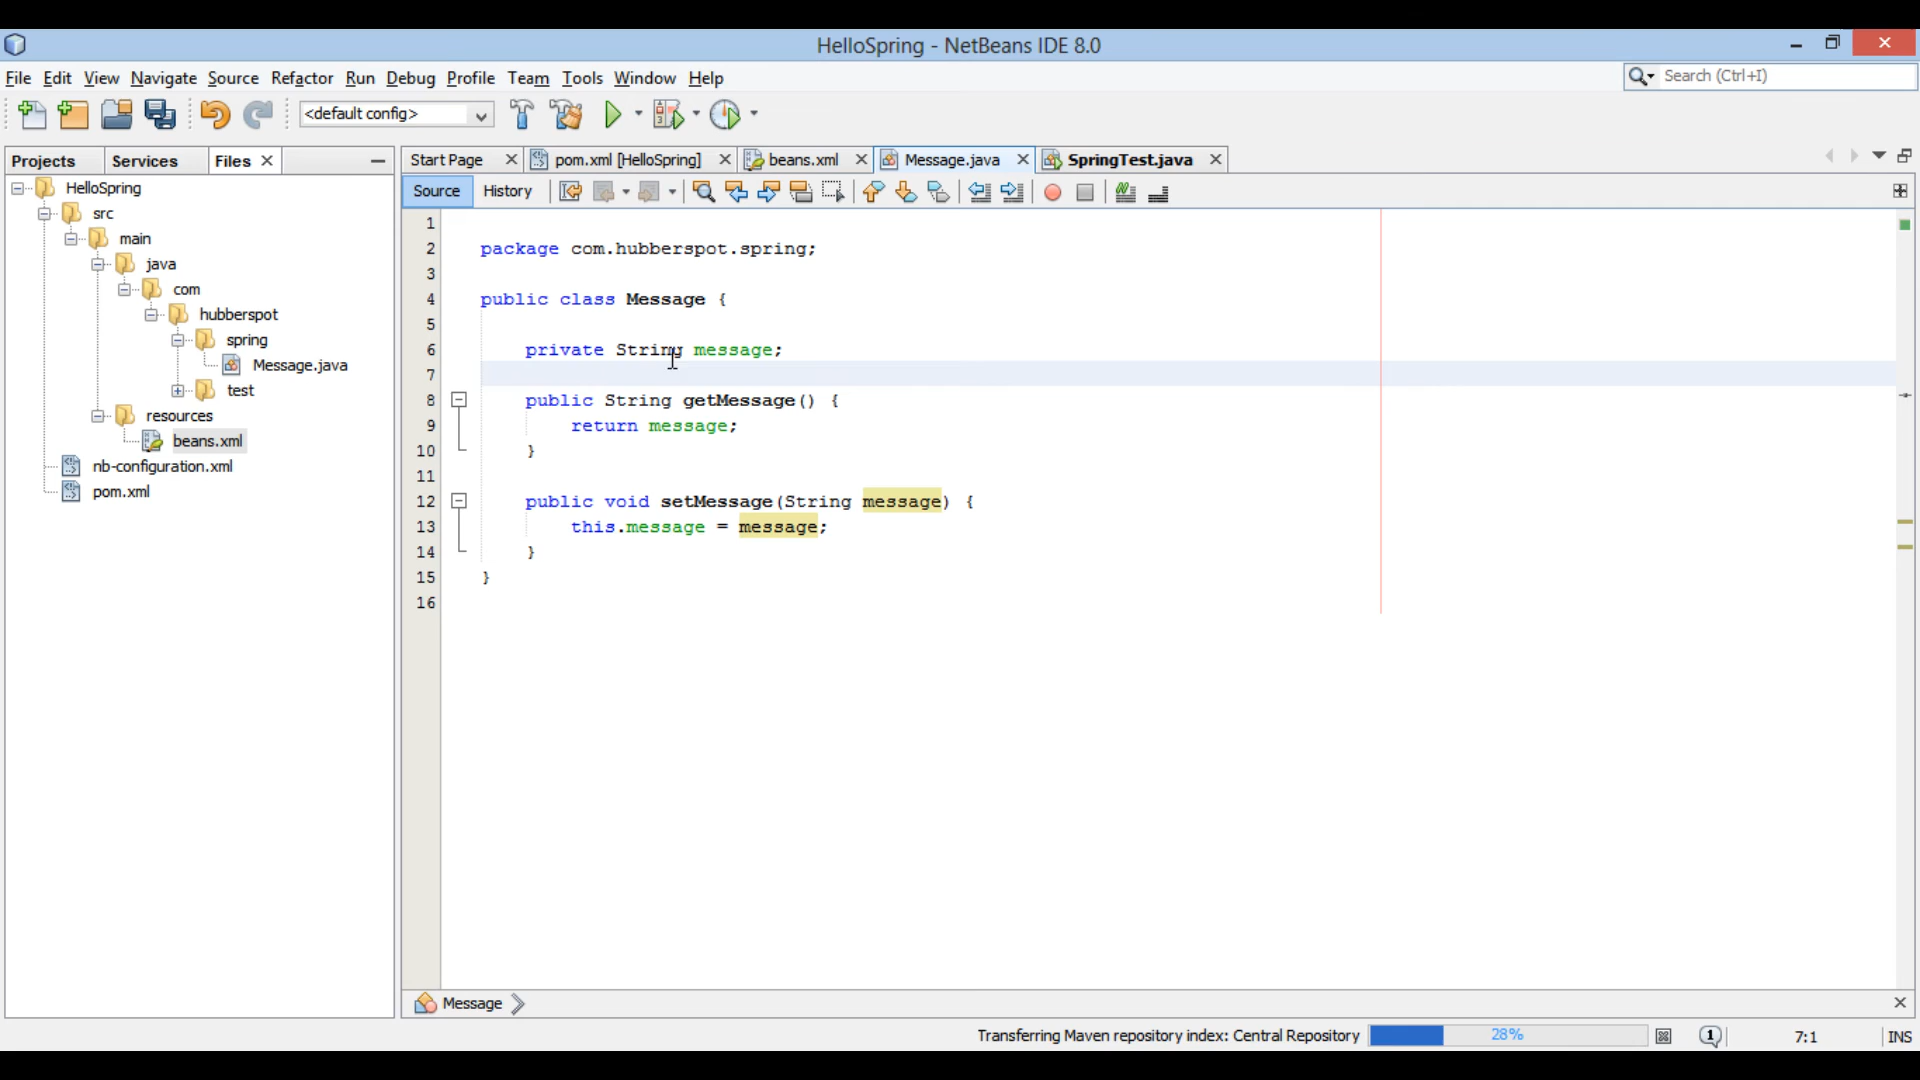 HelloSpring - NetBeans IDE 8.0
File Edit View Navigate Source Refactor Run Debug Profile Team Tools Window Help
Search (Ctrl+I)
<default config>
Projects Services Files
Start Page pom.xml [HelloSpring] beans.xml Message.java SpringTest.java
Source History
HelloSpring
src
main
java
com
hubberspot
spring
Message.java
test
resources
beans.xml
nb-configuration.xml
pom.xml
1
2 package com.hubberspot.spring;
3
4 public class Message {
5
6 private String message;
7
8 public String getMessage() {
9 return message;
10 }
11
12 public void setMessage(String message) {
13 this.message = message;
14 }
15 }
16
Message
Transferring Maven repository index: Central Repository 28% 1 7:1 INS